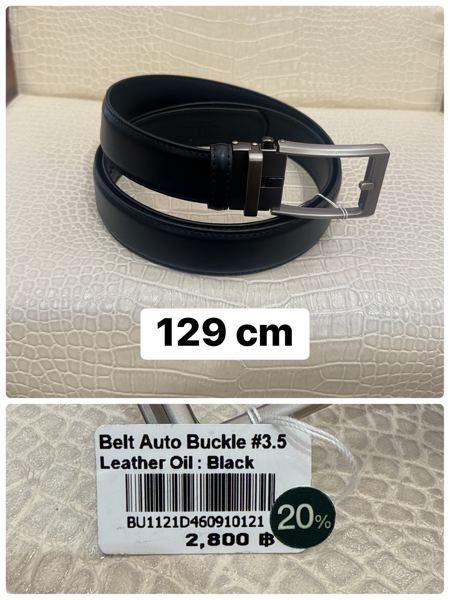 129 cm
Belt Auto Buckle #3.5
Leather Oil : Black
BU1121D460910121
20%
2,800 ฿